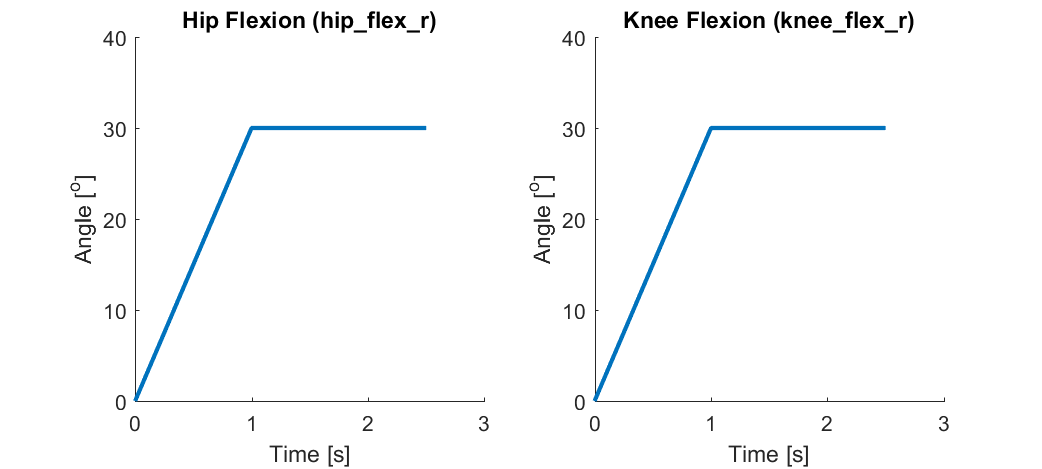 Hip Flexion (hip_flex_r)
40
30
20
10
0
0 1 2 3
Angle [o]
Time [s]
Knee Flexion (knee_flex_r)
40
30
20
10
0
0 1 2 3
Angle [o]
Time [s]